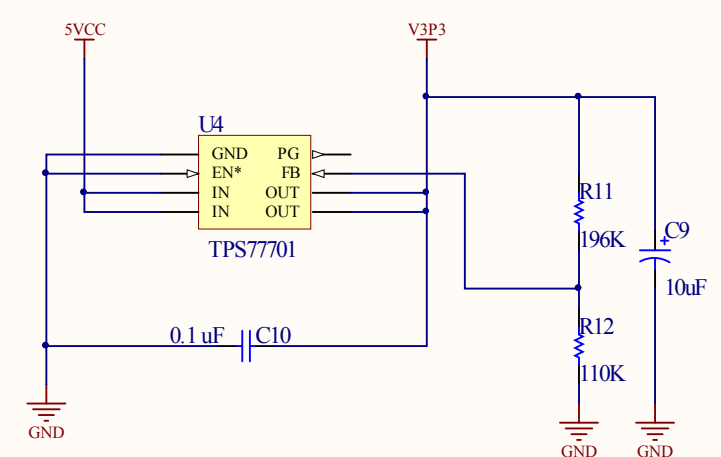 5VCC
V3P3
U4
GND PG
EN* FB
IN OUT
IN OUT
TPS77701
R11
196K
C9
10uF
0.1 uF C10
R12
110K
GND
GND
GND